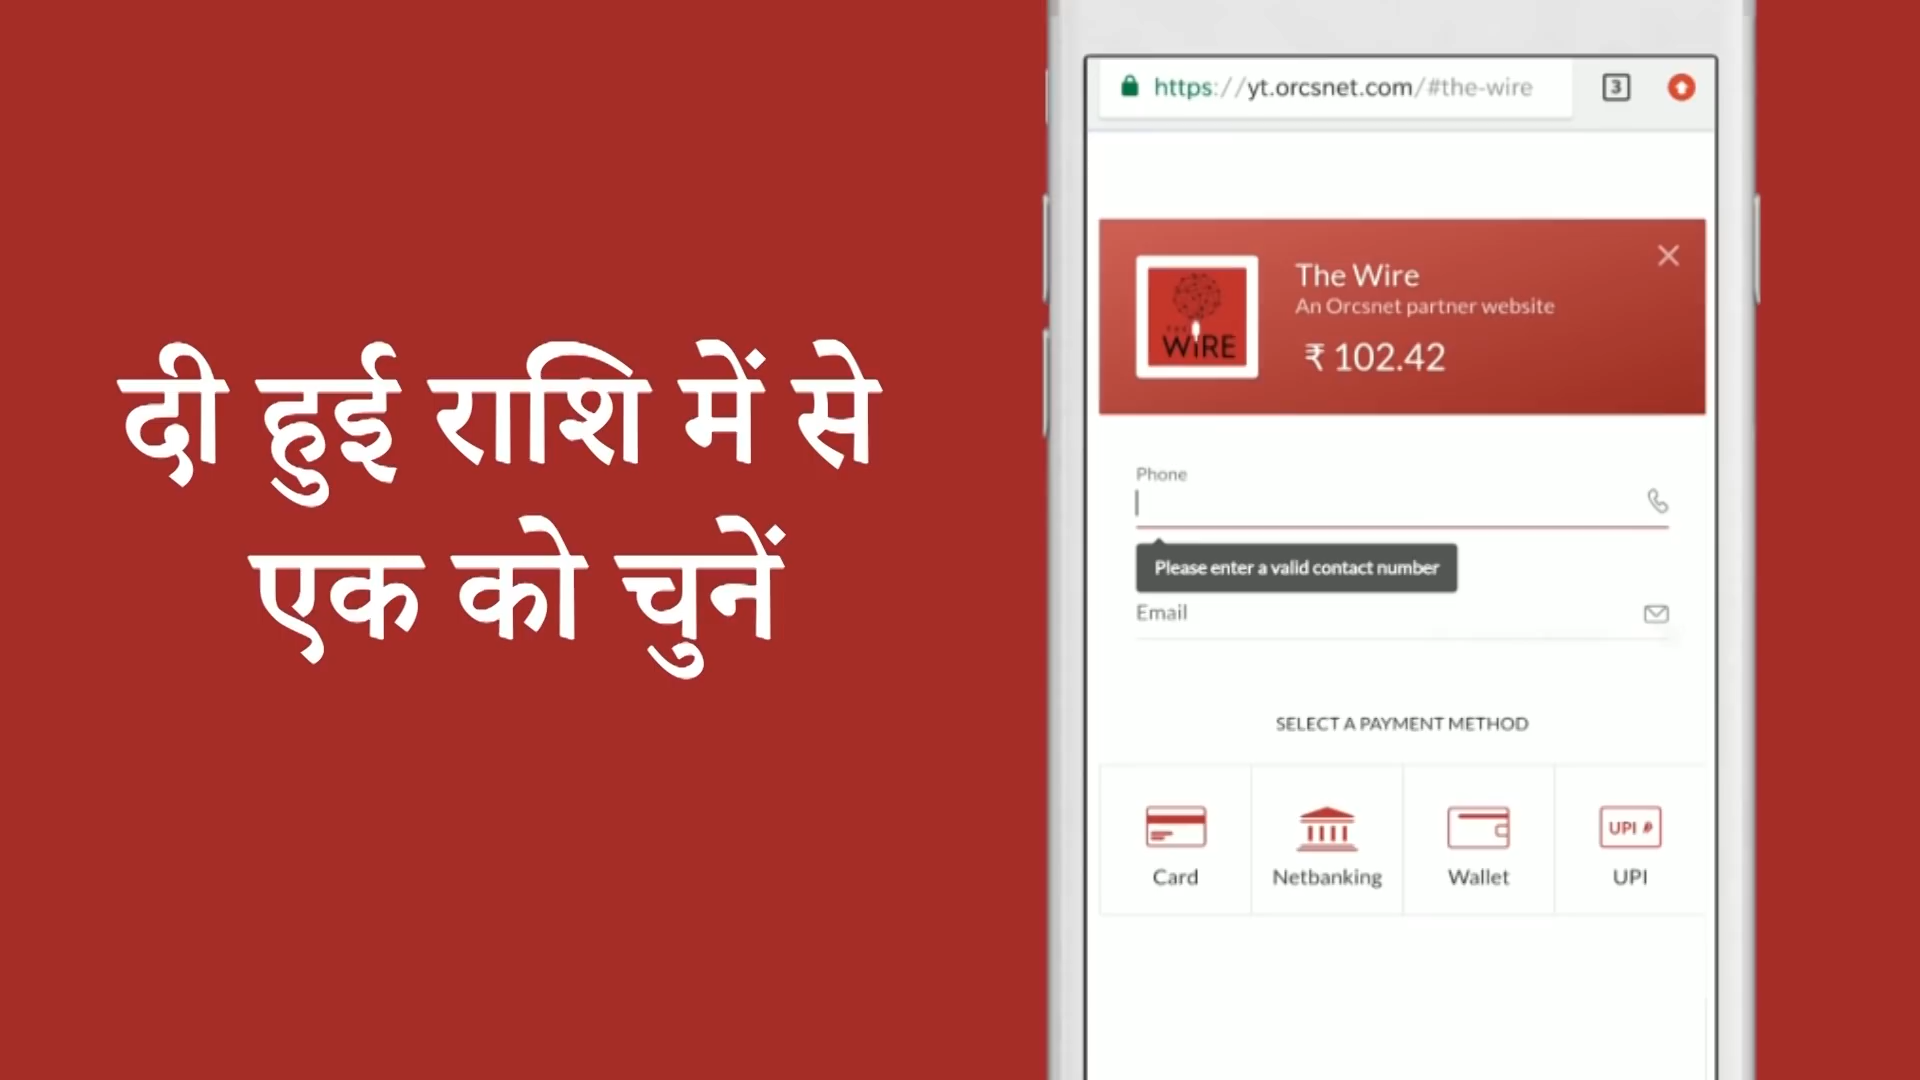 दी हुई राशि में से
एक को चुनें
https://yt.orcsnet.com/#the-wire
3
The Wire
An Orcsnet partner website
₹ 102.42
THE
WiRE
Phone
Please enter a valid contact number
Email
SELECT A PAYMENT METHOD
Card
Netbanking
Wallet
UPI
UPI